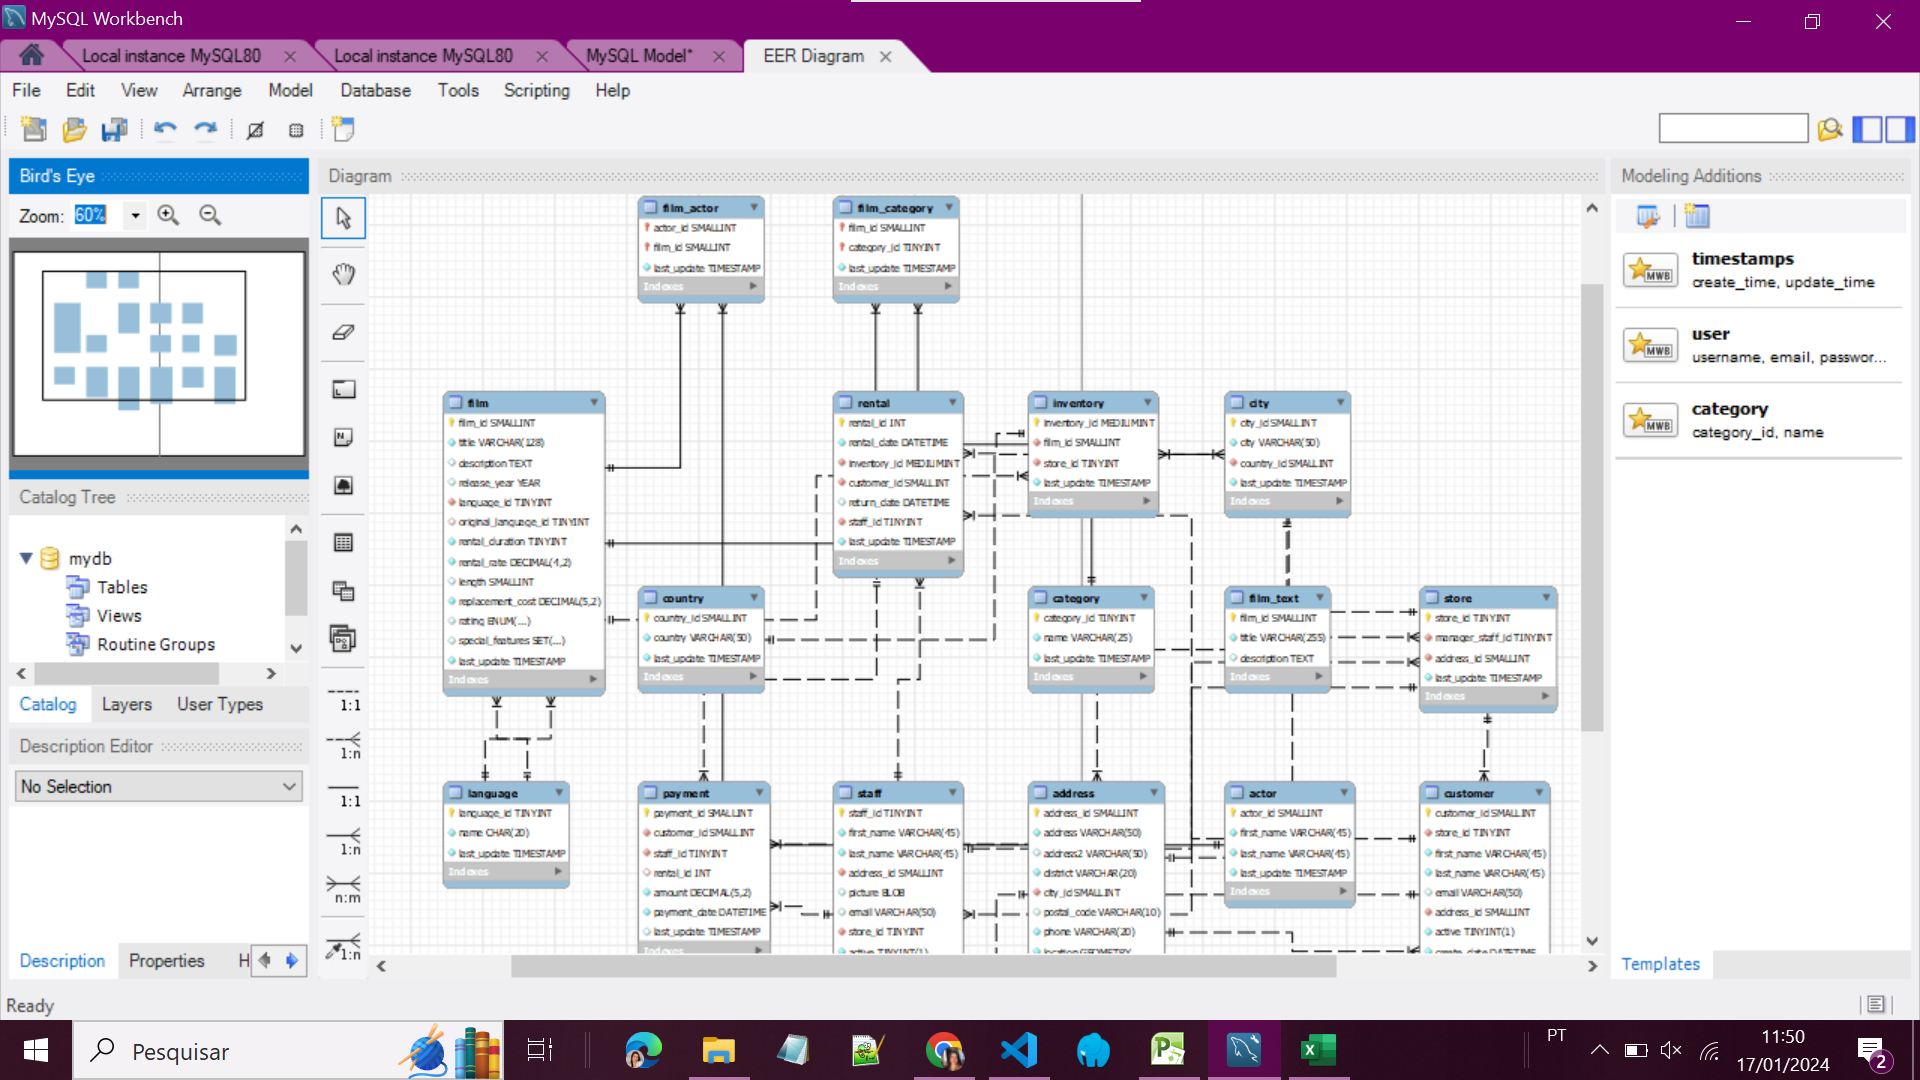 MySQL Workbench
Local instance MySQL80
Local instance MySQL80
MySQL Model*
EER Diagram
File
Edit
View
Arrange
Model
Database
Tools
Scripting
Help
Bird's Eye
Zoom: 60%
Catalog Tree
mydb
Tables
Views
Routine Groups
Catalog
Layers
User Types
Description Editor
No Selection
Description
Properties
H
Ready
Diagram
1:1
1:n
1:1
1:n
n:m
1:n
film_actor
actor_id SMALLINT
film_id SMALLINT
last_update TIMESTAMP
Indexes
film_category
film_id SMALLINT
category_id TINYINT
last_update TIMESTAMP
Indexes
film
film_id SMALLINT
title VARCHAR(128)
description TEXT
release_year YEAR
language_id TINYINT
original_language_id TINYINT
rental_duration TINYINT
rental_rate DECIMAL(4,2)
length SMALLINT
replacement_cost DECIMAL(5,2)
rating ENUM(...)
special_features SET(...)
last_update TIMESTAMP
Indexes
rental
rental_id INT
rental_date DATETIME
inventory_id MEDIUMINT
customer_id SMALLINT
return_date DATETIME
staff_id TINYINT
last_update TIMESTAMP
Indexes
inventory
inventory_id MEDIUMINT
film_id SMALLINT
store_id TINYINT
last_update TIMESTAMP
Indexes
city
city_id SMALLINT
city VARCHAR(50)
country_id SMALLINT
last_update TIMESTAMP
Indexes
country
country_id SMALLINT
country VARCHAR(50)
last_update TIMESTAMP
Indexes
category
category_id TINYINT
name VARCHAR(25)
last_update TIMESTAMP
Indexes
film_text
film_id SMALLINT
title VARCHAR(255)
description TEXT
Indexes
store
store_id TINYINT
manager_staff_id TINYINT
address_id SMALLINT
last_update TIMESTAMP
Indexes
language
language_id TINYINT
name CHAR(20)
last_update TIMESTAMP
Indexes
payment
payment_id SMALLINT
customer_id SMALLINT
staff_id TINYINT
rental_id INT
amount DECIMAL(5,2)
payment_date DATETIME
last_update TIMESTAMP
Indexes
staff
staff_id TINYINT
first_name VARCHAR(45)
last_name VARCHAR(45)
address_id SMALLINT
picture BLOB
email VARCHAR(50)
store_id TINYINT
active TINYINT(1)
address
address_id SMALLINT
address VARCHAR(50)
address2 VARCHAR(50)
district VARCHAR(20)
city_id SMALLINT
postal_code VARCHAR(10)
phone VARCHAR(20)
location GEOMETRY
actor
actor_id SMALLINT
first_name VARCHAR(45)
last_name VARCHAR(45)
last_update TIMESTAMP
Indexes
customer
customer_id SMALLINT
store_id TINYINT
first_name VARCHAR(45)
last_name VARCHAR(45)
email VARCHAR(50)
address_id SMALLINT
active TINYINT(1)
create_date DATETIME
Modeling Additions
MWB
timestamps
create_time, update_time
MWB
user
username, email, passwor...
MWB
category
category_id, name
Templates
Pesquisar
PT
11:50
17/01/2024
2